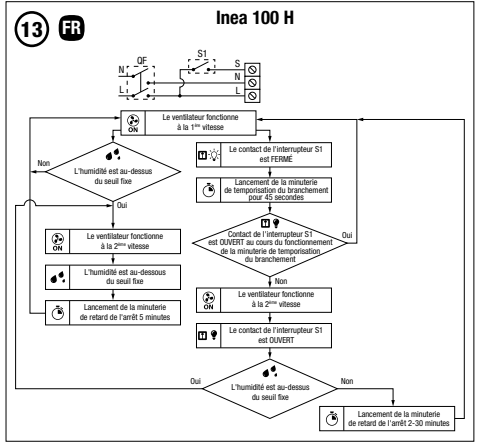 13 FR
Inea 100 H
QF
S1
S
N
N
L
L
ON
Le ventilateur fonctionne
à la 1ère vitesse
Non
L'humidité est au-dessus
du seuil fixe
Oui
ON
Le ventilateur fonctionne
à la 2ème vitesse
L'humidité est au-dessous
du seuil fixe
Lancement de la minuterie
de retard de l'arrêt 5 minutes
Le contact de l'interrupteur S1
est FERMÉ
Lancement de la minuterie
de temporisation du branchement
pour 45 secondes
Contact de l'interrupteur S1
est OUVERT au cours du fonctionnement
de la minuterie de temporisation
du branchement
Oui
Non
ON
Le ventilateur fonctionne
à la 2ème vitesse
Le contact de l'interrupteur S1
est OUVERT
Oui
L'humidité est au-dessus
du seuil fixe
Non
Lancement de la minuterie
de retard de l'arrêt 2-30 minutes